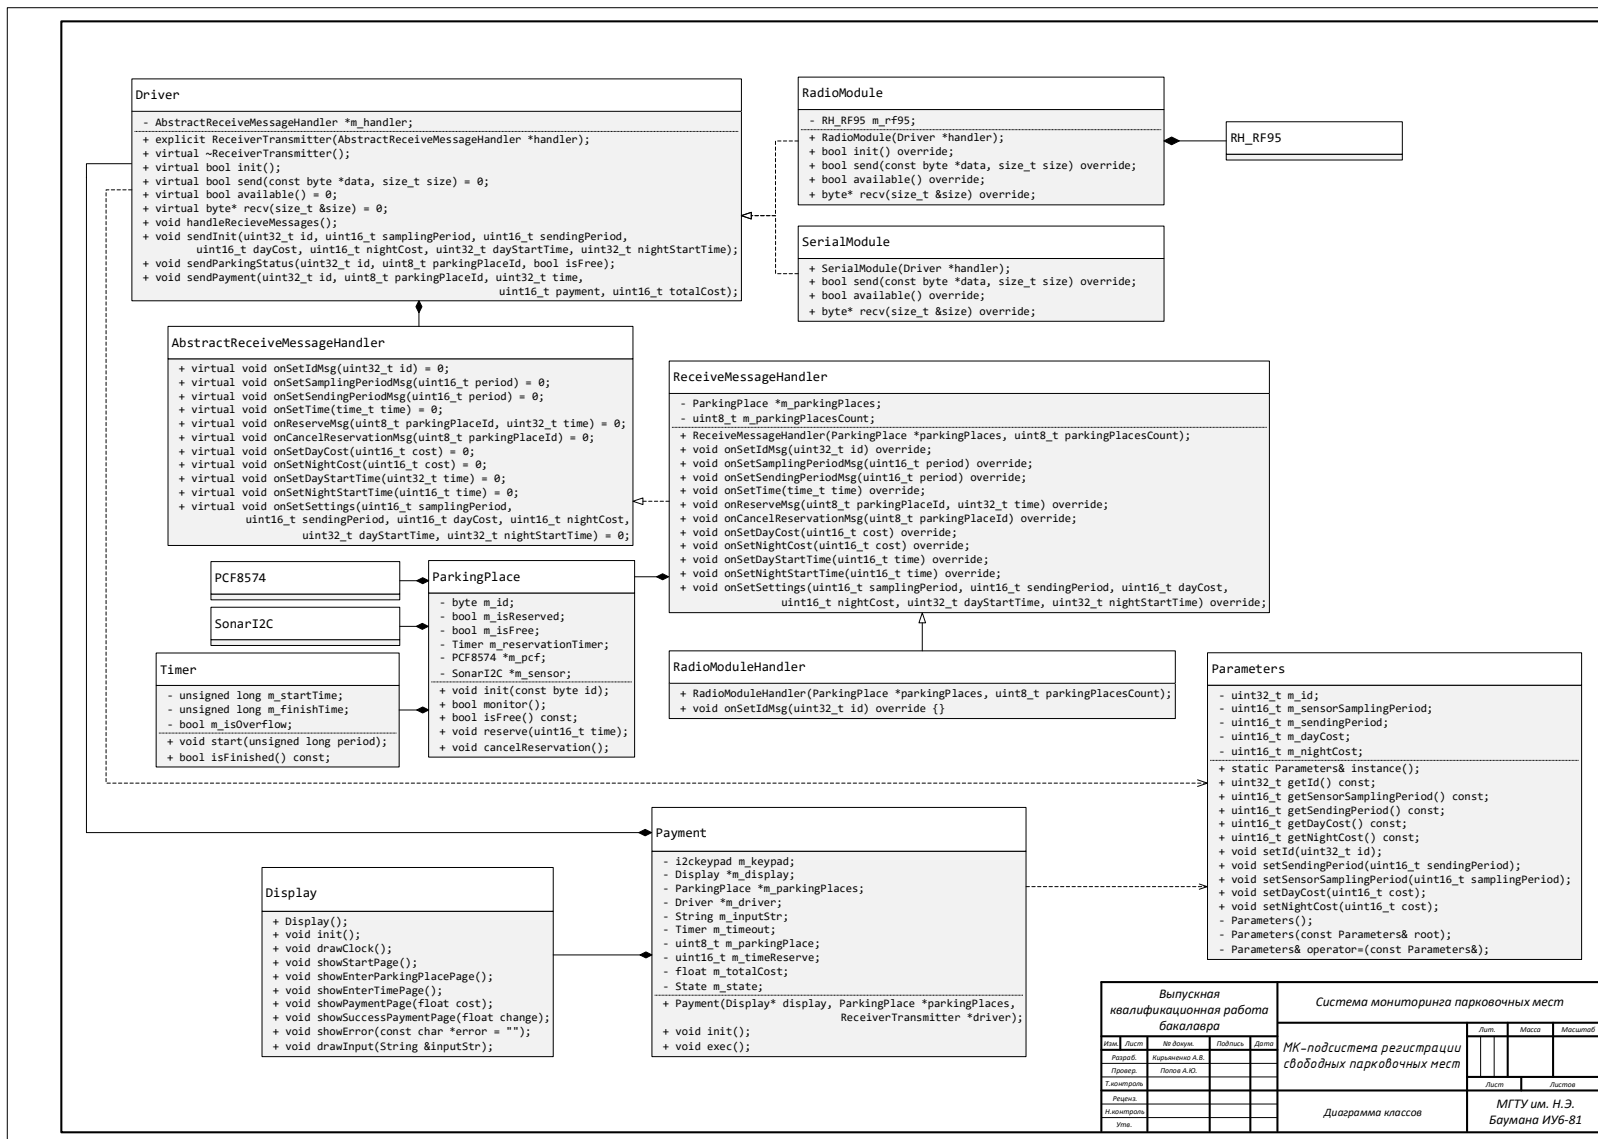 Driver
- AbstractReceiveMessageHandler *m_handler;
+ explicit ReceiverTransmitter(AbstractReceiveMessageHandler *handler);
+ virtual ~ReceiverTransmitter();
+ virtual bool init();
+ virtual bool send(const byte *data, size_t size) = 0;
+ virtual bool available() = 0;
+ virtual byte* recv(size_t &size) = 0;
+ void handleRecieveMessages();
+ void sendInit(uint32_t id, uint16_t samplingPeriod, uint16_t sendingPeriod,
uint16_t dayCost, uint16_t nightCost, uint32_t dayStartTime, uint32_t nightStartTime);
+ void sendParkingStatus(uint32_t id, uint8_t parkingPlaceId, bool isFree);
+ void sendPayment(uint32_t id, uint8_t parkingPlaceId, uint32_t time,
uint16_t payment, uint16_t totalCost);
RadioModule
- RH_RF95 m_rf95;
+ RadioModule(Driver *handler);
+ bool init() override;
+ bool send(const byte *data, size_t size) override;
+ bool available() override;
+ byte* recv(size_t &size) override;
RH_RF95
SerialModule
+ SerialModule(Driver *handler);
+ bool send(const byte *data, size_t size) override;
+ bool available() override;
+ byte* recv(size_t &size) override;
AbstractReceiveMessageHandler
+ virtual void onSetIdMsg(uint32_t id) = 0;
+ virtual void onSetSamplingPeriodMsg(uint16_t period) = 0;
+ virtual void onSetSendingPeriodMsg(uint16_t period) = 0;
+ virtual void onSetTime(time_t time) = 0;
+ virtual void onReserveMsg(uint8_t parkingPlaceId, uint32_t time) = 0;
+ virtual void onCancelReservationMsg(uint8_t parkingPlaceId) = 0;
+ virtual void onSetDayCost(uint16_t cost) = 0;
+ virtual void onSetNightCost(uint16_t cost) = 0;
+ virtual void onSetDayStartTime(uint32_t time) = 0;
+ virtual void onSetNightStartTime(uint16_t time) = 0;
+ virtual void onSetSettings(uint16_t samplingPeriod,
uint16_t sendingPeriod, uint16_t dayCost, uint16_t nightCost,
uint32_t dayStartTime, uint32_t nightStartTime) = 0;
ReceiveMessageHandler
- ParkingPlace *m_parkingPlaces;
- uint8_t m_parkingPlacesCount;
+ ReceiveMessageHandler(ParkingPlace *parkingPlaces, uint8_t parkingPlacesCount);
+ void onSetIdMsg(uint32_t id) override;
+ void onSetSamplingPeriodMsg(uint16_t period) override;
+ void onSetSendingPeriodMsg(uint16_t period) override;
+ void onSetTime(time_t time) override;
+ void onReserveMsg(uint8_t parkingPlaceId, uint32_t time) override;
+ void onCancelReservationMsg(uint8_t parkingPlaceId) override;
+ void onSetDayCost(uint16_t cost) override;
+ void onSetNightCost(uint16_t cost) override;
+ void onSetDayStartTime(uint16_t time) override;
+ void onSetNightStartTime(uint16_t time) override;
+ void onSetSettings(uint16_t samplingPeriod, uint16_t sendingPeriod, uint16_t dayCost,
uint16_t nightCost, uint32_t dayStartTime, uint32_t nightStartTime) override;
PCF8574
SonarI2C
Timer
- unsigned long m_startTime;
- unsigned long m_finishTime;
- bool m_isOverflow;
+ void start(unsigned long period);
+ bool isFinished() const;
ParkingPlace
- byte m_id;
- bool m_isReserved;
- bool m_isFree;
- Timer m_reservationTimer;
- PCF8574 *m_pcf;
- SonarI2C *m_sensor;
+ void init(const byte id);
+ bool monitor();
+ bool isFree() const;
+ void reserve(uint16_t time);
+ void cancelReservation();
RadioModuleHandler
+ RadioModuleHandler(ParkingPlace *parkingPlaces, uint8_t parkingPlacesCount);
+ void onSetIdMsg(uint32_t id) override {}
Parameters
- uint32_t m_id;
- uint16_t m_sensorSamplingPeriod;
- uint16_t m_sendingPeriod;
- uint16_t m_dayCost;
- uint16_t m_nightCost;
+ static Parameters& instance();
+ uint32_t getId() const;
+ uint16_t getSensorSamplingPeriod() const;
+ uint16_t getSendingPeriod() const;
+ uint16_t getDayCost() const;
+ uint16_t getNightCost() const;
+ void setId(uint32_t id);
+ void setSendingPeriod(uint16_t sendingPeriod);
+ void setSensorSamplingPeriod(uint16_t samplingPeriod);
+ void setDayCost(uint16_t cost);
+ void setNightCost(uint16_t cost);
- Parameters();
- Parameters(const Parameters& root);
- Parameters& operator=(const Parameters&);
Display
+ Display();
+ void init();
+ void drawClock();
+ void showStartPage();
+ void showEnterParkingPlacePage();
+ void showEnterTimePage();
+ void showPaymentPage(float cost);
+ void showSuccessPaymentPage(float change);
+ void showError(const char *error = "");
+ void drawInput(String &inputStr);
Payment
- i2ckeypad m_keypad;
- Display *m_display;
- ParkingPlace *m_parkingPlaces;
- Driver *m_driver;
- String m_inputStr;
- Timer m_timeout;
- uint8_t m_parkingPlace;
- uint16_t m_timeReserve;
- float m_totalCost;
- State m_state;
+ Payment(Display* display, ParkingPlace *parkingPlaces,
ReceiverTransmitter *driver);
+ void init();
+ void exec();
Выпускная
квалификационная работа
бакалавра
Система мониторинга парковочных мест
Изм. Лист № докум. Подпись Дата
Разраб. Кирьяненко А.В.
Провер. Попов А.Ю.
Т.контроль
Реценз.
Н.контроль
Утв.
МК-подсистема регистрации
свободных парковочных мест
Лит. Масса Масштаб
Лист Листов
Диаграмма классов
МГТУ им. Н.Э.
Баумана ИУ6-81